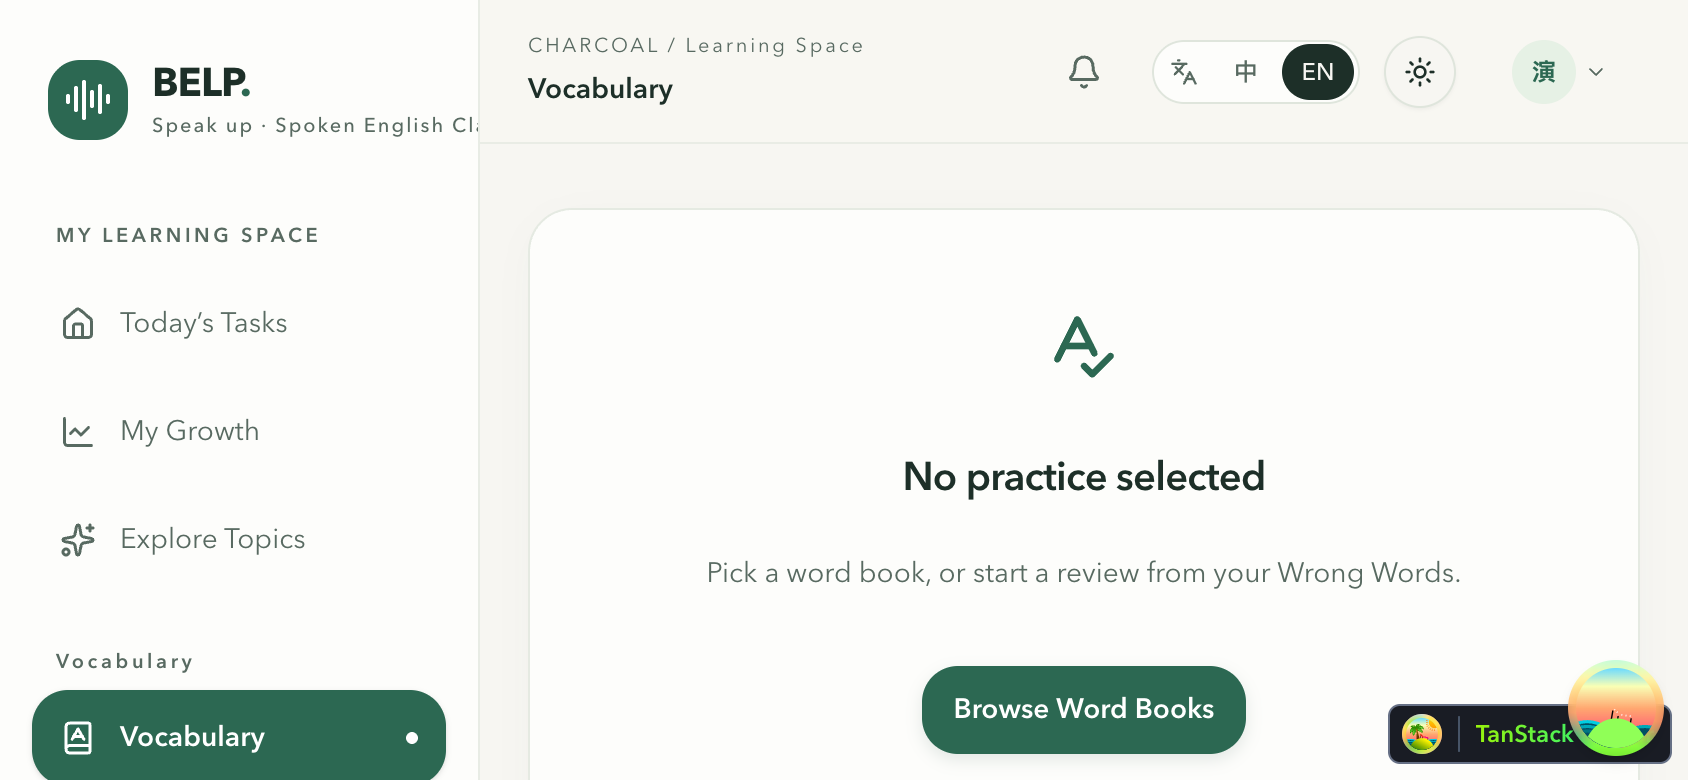 BELP.
Speak up · Spoken English Cl
MY LEARNING SPACE
Today's Tasks
My Growth
Explore Topics
Vocabulary
Vocabulary
CHARCOAL / Learning Space
Vocabulary
中
EN
演
No practice selected
Pick a word book, or start a review from your Wrong Words.
Browse Word Books
TanStack